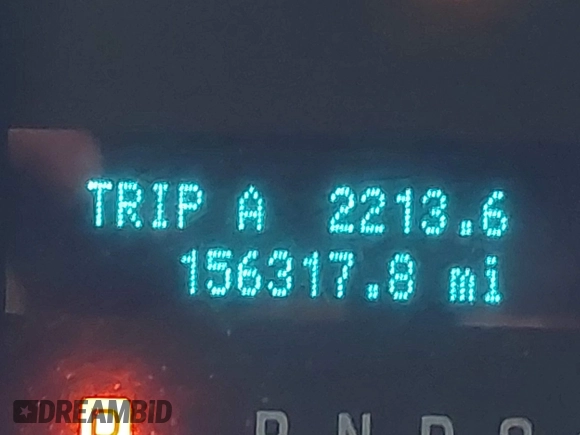 TRIP A 2213.6
156317.8 mi
P R N D
DREAMBID